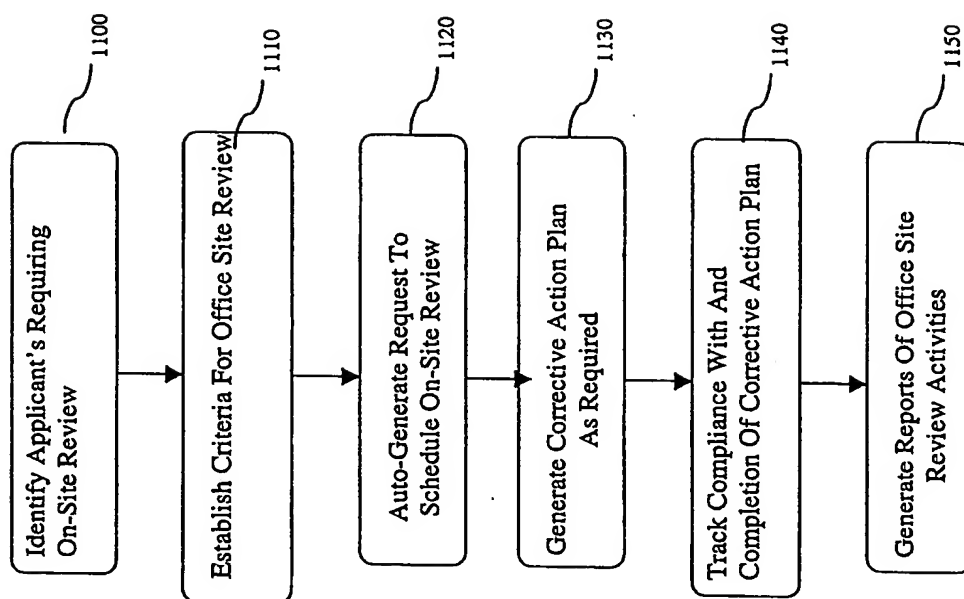 Identify Applicant's Requiring
On-Site Review
1100
Establish Criteria For Office Site Review
1110
Auto-Generate Request To
Schedule On-Site Review
1120
Generate Corrective Action Plan
As Required
1130
Track Compliance With And
Completion Of Corrective Action Plan
1140
Generate Reports Of Office Site
Review Activities
1150